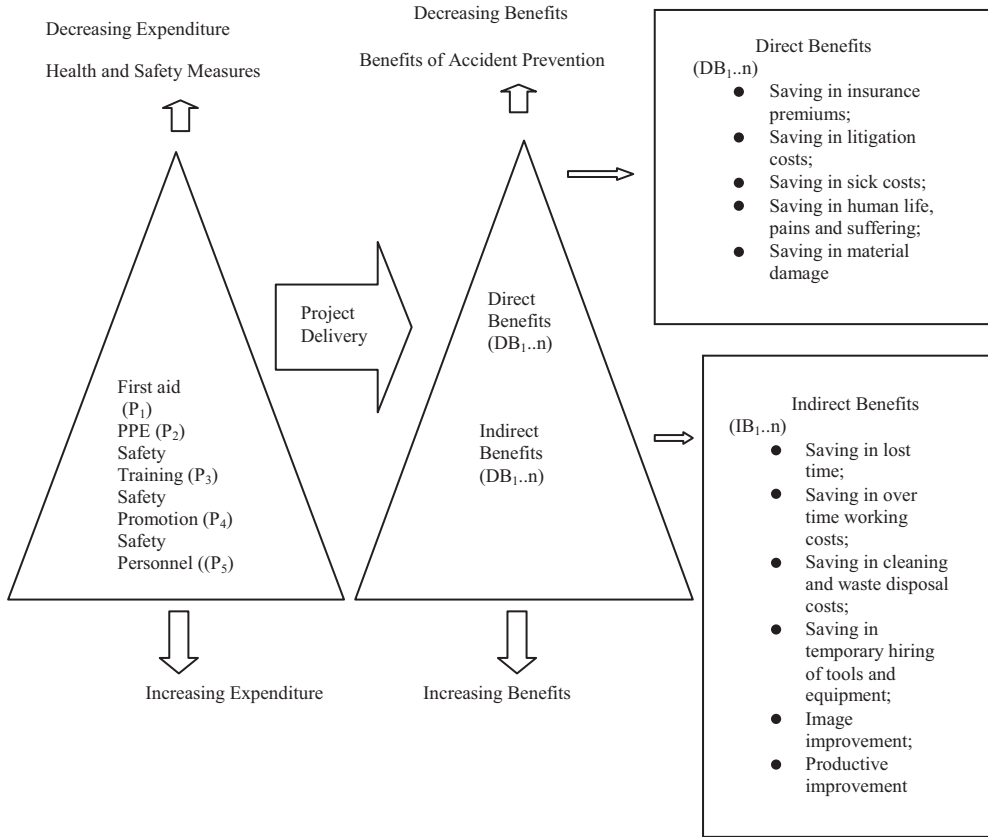 Decreasing Expenditure
Health and Safety Measures
First aid
(P₁)
PPE (P₂)
Safety
Training (P₃)
Safety
Promotion (P₄)
Safety
Personnel ((P₅)
Increasing Expenditure
Project
Delivery
Decreasing Benefits
Benefits of Accident Prevention
Direct
Benefits
(DB₁..n)
Indirect
Benefits
(DB₁..n)
Increasing Benefits
Direct Benefits
(DB₁..n)
● Saving in insurance
premiums;
● Saving in litigation
costs;
● Saving in sick costs;
● Saving in human life,
pains and suffering;
● Saving in material
damage
Indirect Benefits
(IB₁..n)
● Saving in lost
time;
● Saving in over
time working
costs;
● Saving in cleaning
and waste disposal
costs;
● Saving in
temporary hiring
of tools and
equipment;
● Image
improvement;
● Productive
improvement